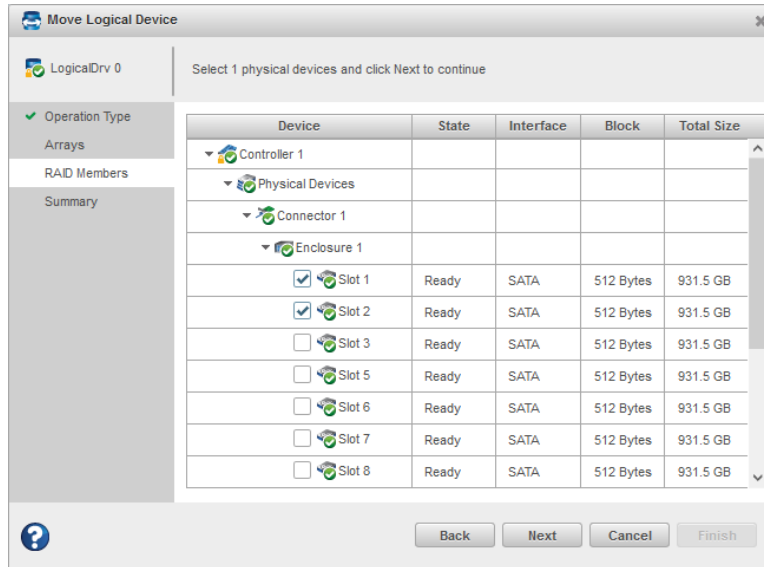 Move Logical Device
LogicalDrv 0
Select 1 physical devices and click Next to continue
Operation Type
Arrays
RAID Members
Summary
Device State Interface Block Total Size
Controller 1
Physical Devices
Connector 1
Enclosure 1
Slot 1 Ready SATA 512 Bytes 931.5 GB
Slot 2 Ready SATA 512 Bytes 931.5 GB
Slot 3 Ready SATA 512 Bytes 931.5 GB
Slot 5 Ready SATA 512 Bytes 931.5 GB
Slot 6 Ready SATA 512 Bytes 931.5 GB
Slot 7 Ready SATA 512 Bytes 931.5 GB
Slot 8 Ready SATA 512 Bytes 931.5 GB
? Back Next Cancel Finish